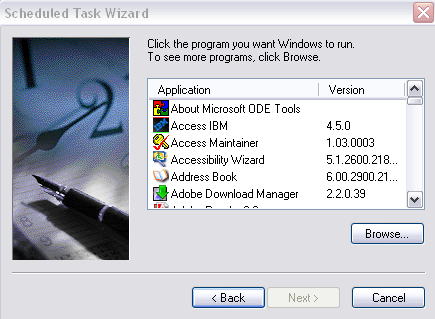 Scheduled Task Wizard
Click the program you want Windows to run.
To see more programs, click Browse.
Application Version
About Microsoft ODE Tools
Access IBM 4.5.0
Access Maintainer 1.03.0003
Accessibility Wizard 5.1.2600.218...
Address Book 6.00.2900.21...
Adobe Download Manager 2.2.0.39
Browse...
< Back Next > Cancel